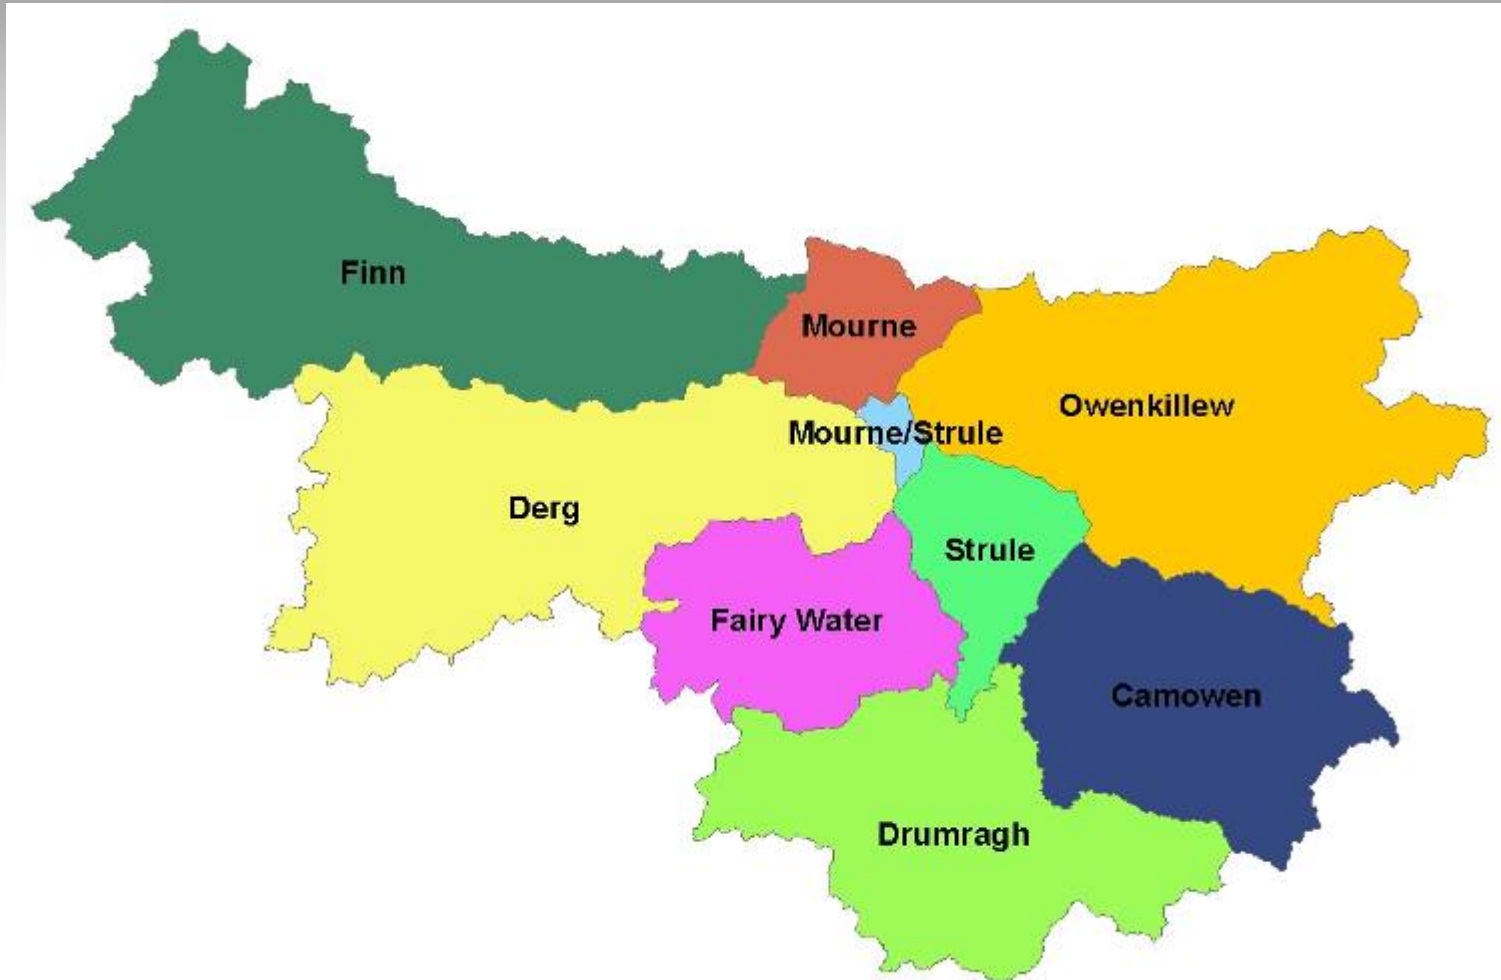 Finn
Mourne
Owenkillew
Mourne/Strule
Derg
Strule
Fairy Water
Camowen
Drumragh